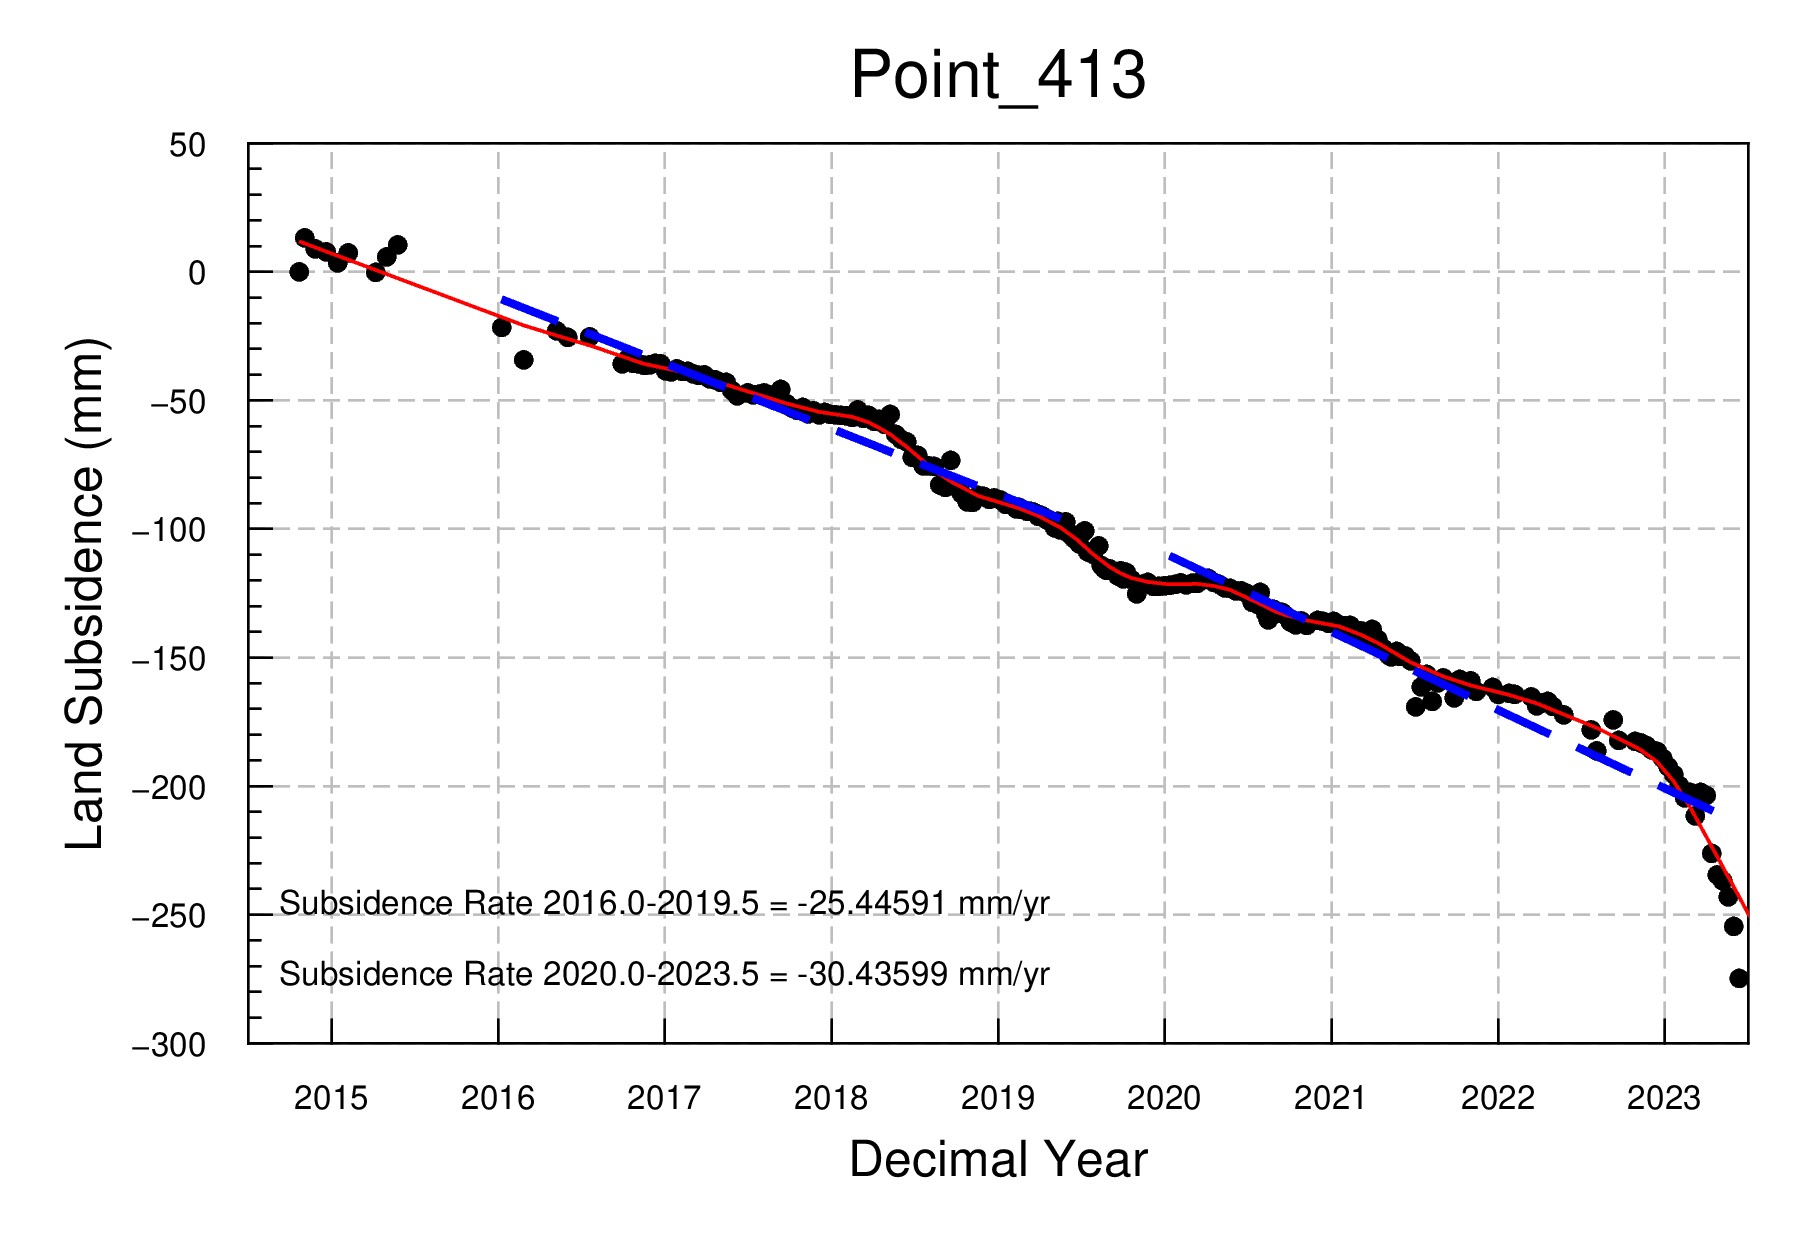 Point_413
50
0
−50
−100
−150
−200
−250
−300
Land Subsidence (mm)
Subsidence Rate 2016.0-2019.5 = -25.44591 mm/yr
Subsidence Rate 2020.0-2023.5 = -30.43599 mm/yr
2015 2016 2017 2018 2019 2020 2021 2022 2023
Decimal Year